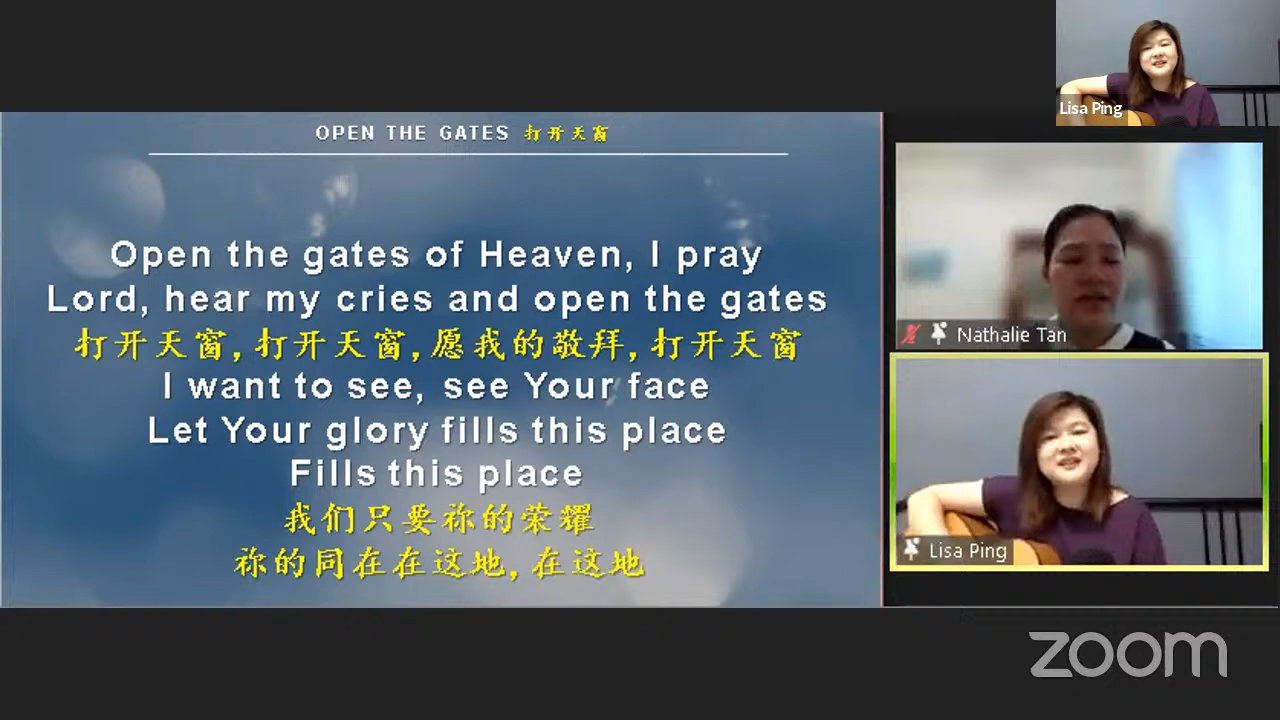 OPEN THE GATES 打开天窗
Open the gates of Heaven, I pray
Lord, hear my cries and open the gates
打开天窗, 打开天窗, 愿我的敬拜, 打开天窗
I want to see, see Your face
Let Your glory fills this place
Fills this place
我们只要祢的荣耀
祢的同在在这地, 在这地
Lisa Ping
Nathalie Tan
Lisa Ping
zoom